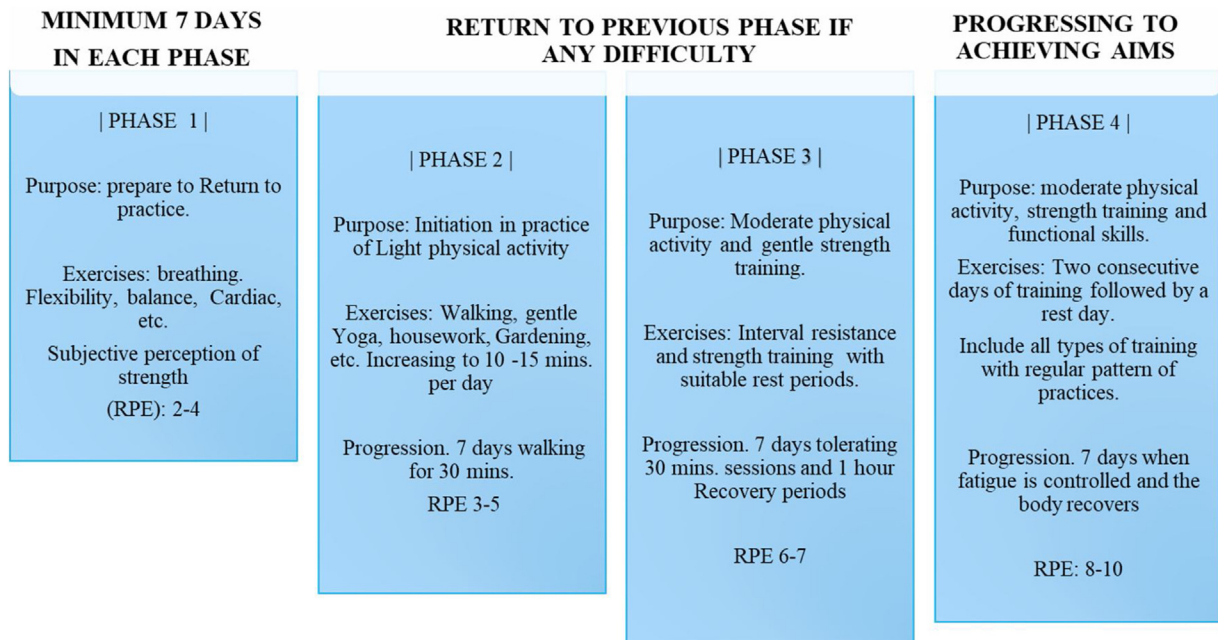 MINIMUM 7 DAYS
IN EACH PHASE
| PHASE 1 |
Purpose: prepare to Return to
practice.
Exercises: breathing.
Flexibility, balance, Cardiac,
etc.
Subjective perception of
strength
(RPE): 2-4
RETURN TO PREVIOUS PHASE IF
ANY DIFFICULTY
| PHASE 2 |
Purpose: Initiation in practice
of Light physical activity
Exercises: Walking, gentle
Yoga, housework, Gardening,
etc. Increasing to 10 -15 mins.
per day
Progression. 7 days walking
for 30 mins.
RPE 3-5
| PHASE 3 |
Purpose: Moderate physical
activity and gentle strength
training.
Exercises: Interval resistance
and strength training with
suitable rest periods.
Progression. 7 days tolerating
30 mins. sessions and 1 hour
Recovery periods
RPE 6-7
PROGRESSING TO
ACHIEVING AIMS
| PHASE 4 |
Purpose: moderate physical
activity, strength training and
functional skills.
Exercises: Two consecutive
days of training followed by a
rest day.
Include all types of training
with regular pattern of
practices.
Progression. 7 days when
fatigue is controlled and the
body recovers
RPE: 8-10